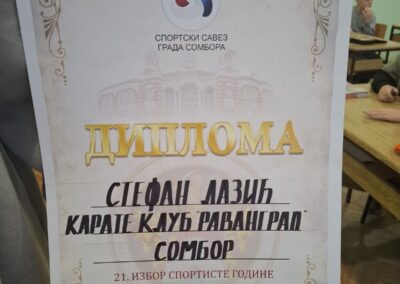 СПОРТСКИ САВЕЗ
ГРАДА СОМБОРА
ДИПЛОМА
СТЕФАН ЛАЗИЋ
КАРАТЕ КЛУБ "РАВАНГРАД"
СОМБОР
21. ИЗБОР СПОРТИСТЕ ГОДИНЕ